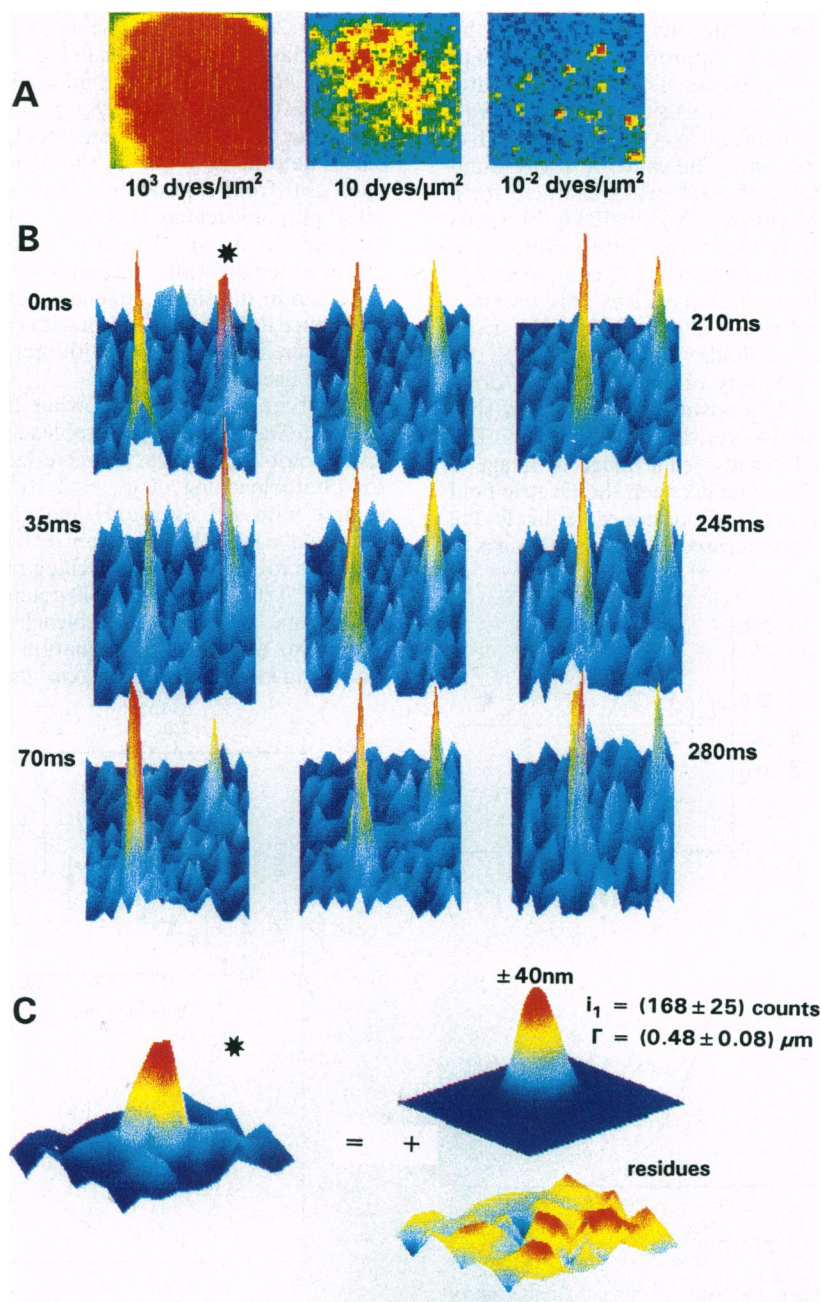 A
10³ dyes/µm²
10 dyes/µm²
10⁻² dyes/µm²
B
✷
0ms
210ms
35ms
245ms
70ms
280ms
C
✷
± 40nm
i₁ = (168 ± 25) counts
Γ = (0.48 ± 0.08) µm
= +
residues